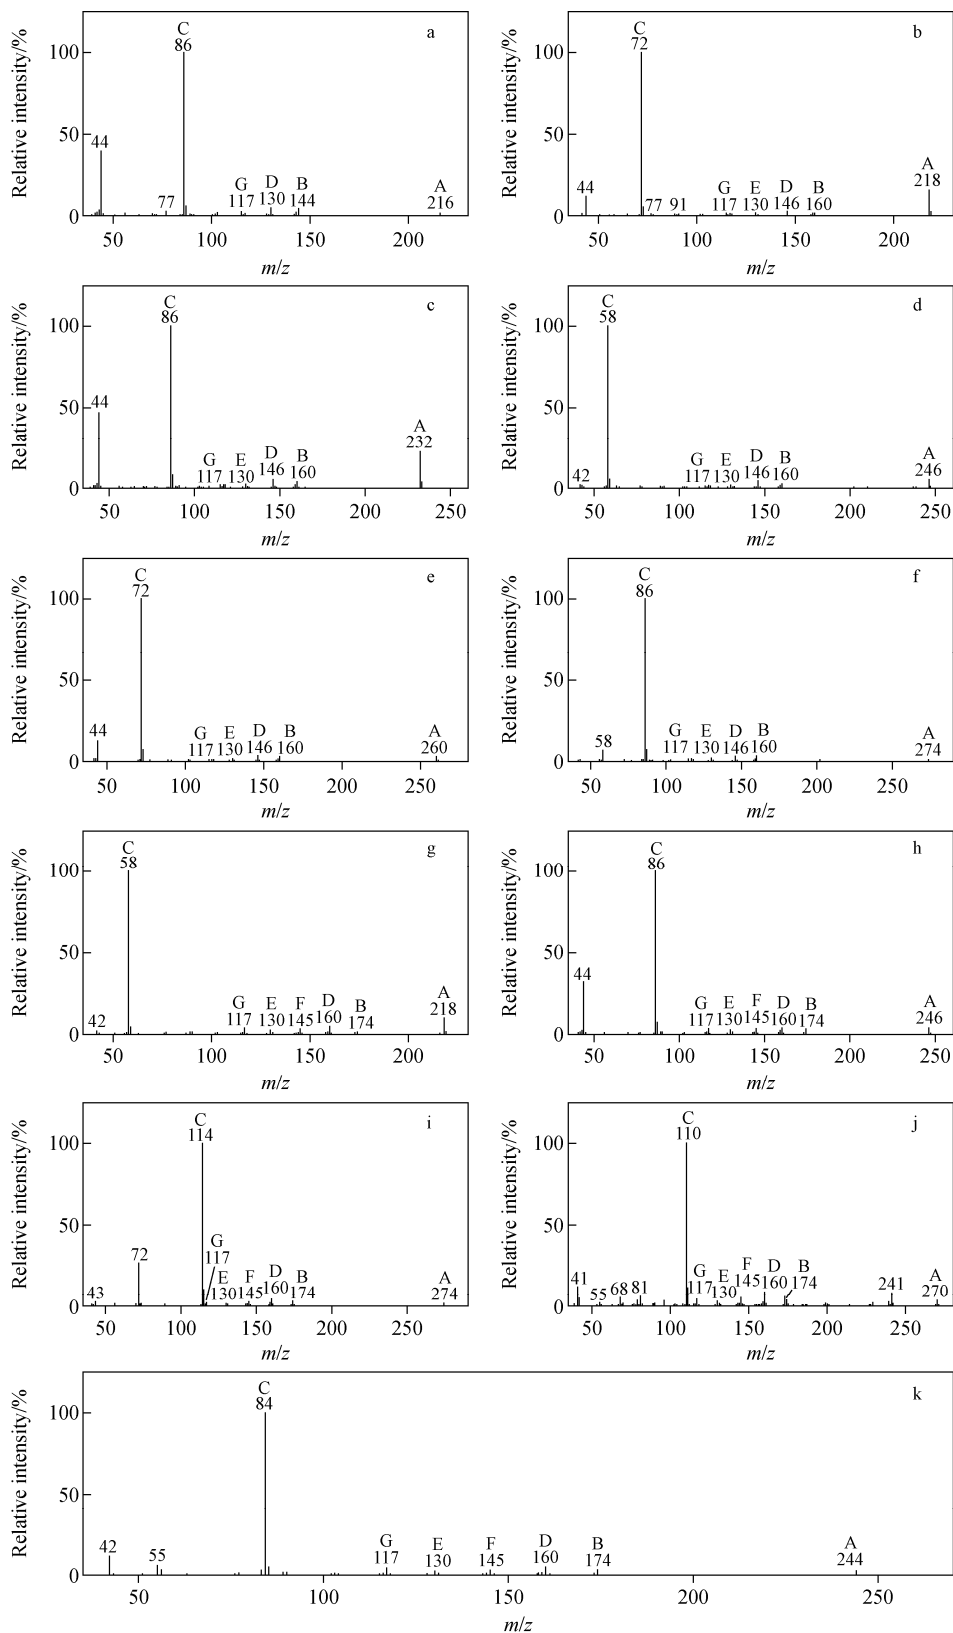 a
C
86
44
77
G
117
D
130
B
144
A
216
Relative intensity/%
100
50
0
50
100
150
200
m/z
b
C
72
44
77
91
G
117
E
130
D
146
B
160
A
218
Relative intensity/%
100
50
0
50
100
150
200
m/z
c
C
86
44
G
117
E
130
D
146
B
160
A
232
Relative intensity/%
100
50
0
50
100
150
200
250
m/z
d
C
58
42
G
117
E
130
D
146
B
160
A
246
Relative intensity/%
100
50
0
50
100
150
200
250
m/z
e
C
72
44
G
117
E
130
D
146
B
160
A
260
Relative intensity/%
100
50
0
50
100
150
200
250
m/z
f
C
86
58
G
117
E
130
D
146
B
160
A
274
Relative intensity/%
100
50
0
50
100
150
200
250
m/z
g
C
58
42
G
117
E
130
F
145
D
160
B
174
A
218
Relative intensity/%
100
50
0
50
100
150
200
m/z
h
C
86
44
G
117
E
130
F
145
D
160
B
174
A
246
Relative intensity/%
100
50
0
50
100
150
200
250
m/z
i
C
114
43
72
G
117
E
130
F
145
D
160
B
174
A
274
Relative intensity/%
100
50
0
50
100
150
200
250
m/z
j
C
110
41
55
68
81
G
117
E
130
F
145
D
160
B
174
241
A
270
Relative intensity/%
100
50
0
50
100
150
200
250
m/z
k
C
84
42
55
G
117
E
130
F
145
D
160
B
174
A
244
Relative intensity/%
100
50
0
50
100
150
200
250
m/z